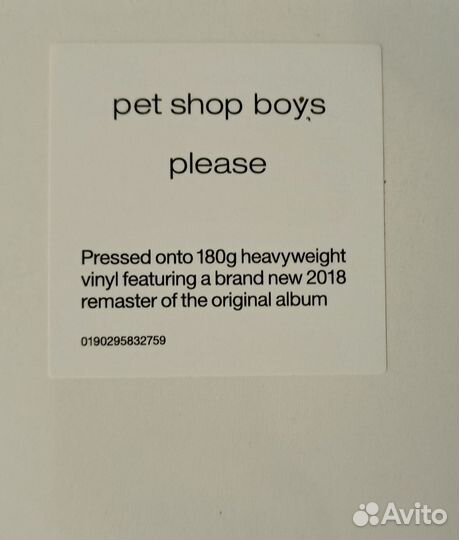 pet shop boys
please
Pressed onto 180g heavyweight
vinyl featuring a brand new 2018
remaster of the original album
0190295832759
Avito